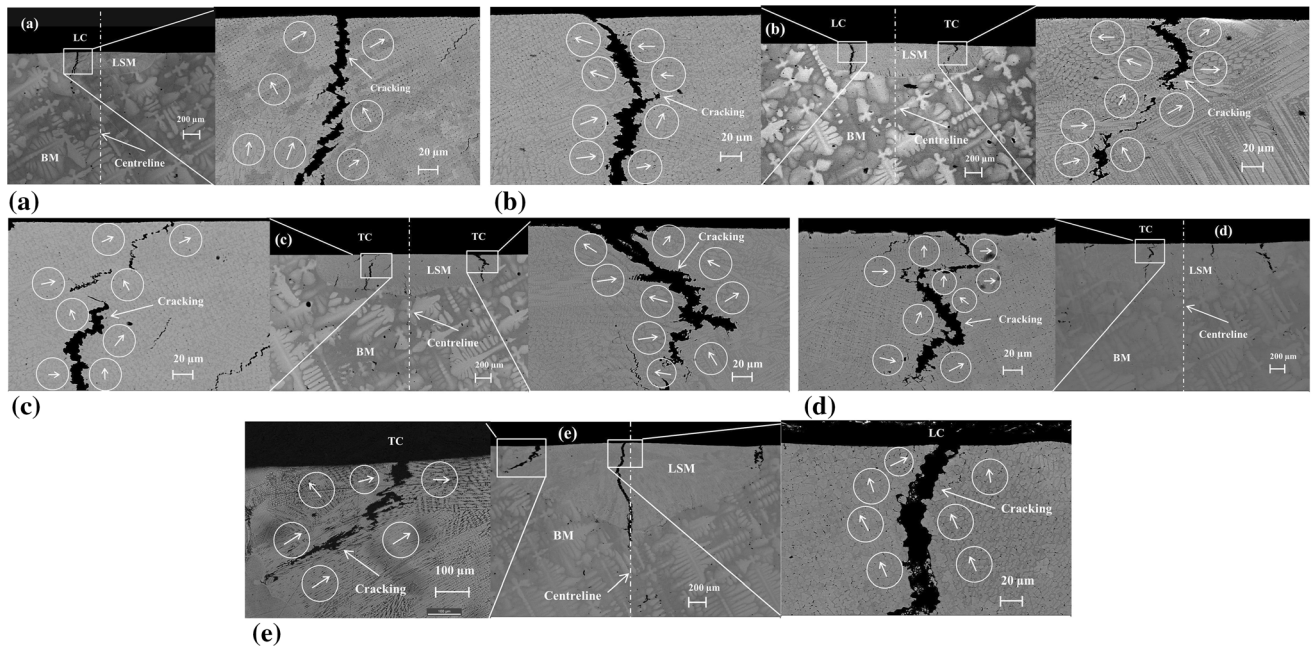 (a)
LC
LSM
200 µm
BM
Centreline
Cracking
20 µm
(a)
Cracking
20 µm
(b)
LC
TC
LSM
BM
200 µm
Centreline
Cracking
20 µm
(b)
Cracking
20 µm
(c)
TC
TC
LSM
BM
Centreline
200 µm
Cracking
20 µm
(c)
Cracking
20 µm
TC
(d)
LSM
Centreline
BM
200 µm
(d)
TC
Cracking
100 µm
(e)
LSM
BM
Centreline
200 µm
LC
Cracking
20 µm
(e)